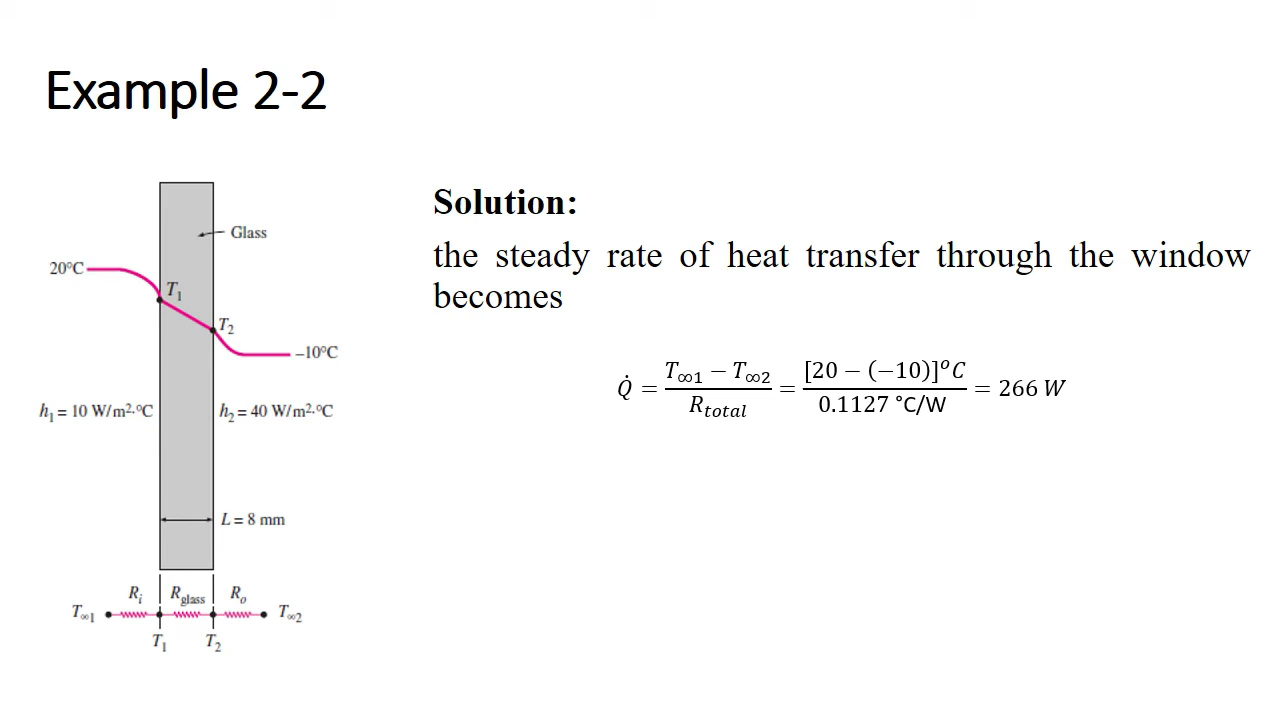 Example 2-2
Solution:
the steady rate of heat transfer through the window
becomes
Q̇ = (T∞1 − T∞2) / R_total = [20 − (−10)]°C / 0.1127 °C/W = 266 W
Glass
20°C
T₁
T₂
−10°C
h₁ = 10 W/m²·°C
h₂ = 40 W/m²·°C
L = 8 mm
Rᵢ R_glass Rₒ
T∞1 T∞2
T₁ T₂